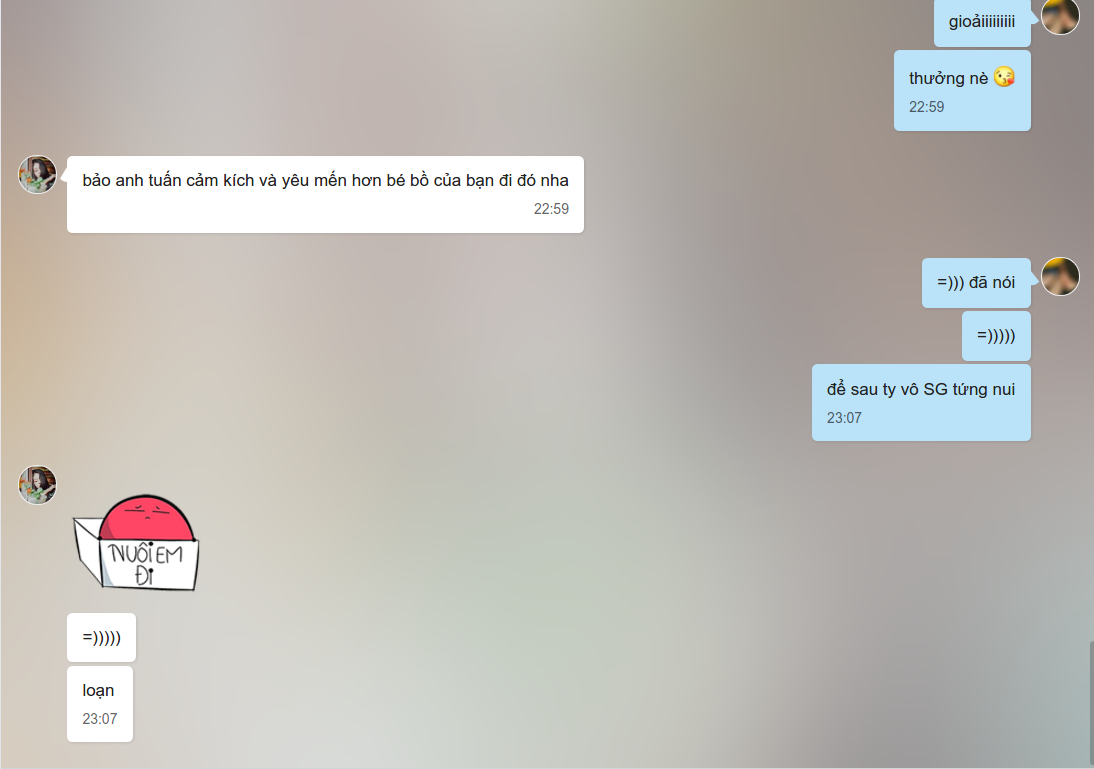 gioảiiiiiiiii
thưởng nè 😘
22:59
bảo anh tuấn cảm kích và yêu mến hơn bé bồ của bạn đi đó nha
22:59
=))) đã nói
=)))))
để sau ty vô SG tứng nui
23:07
NUÔI EM
ĐI
=)))))
loạn
23:07